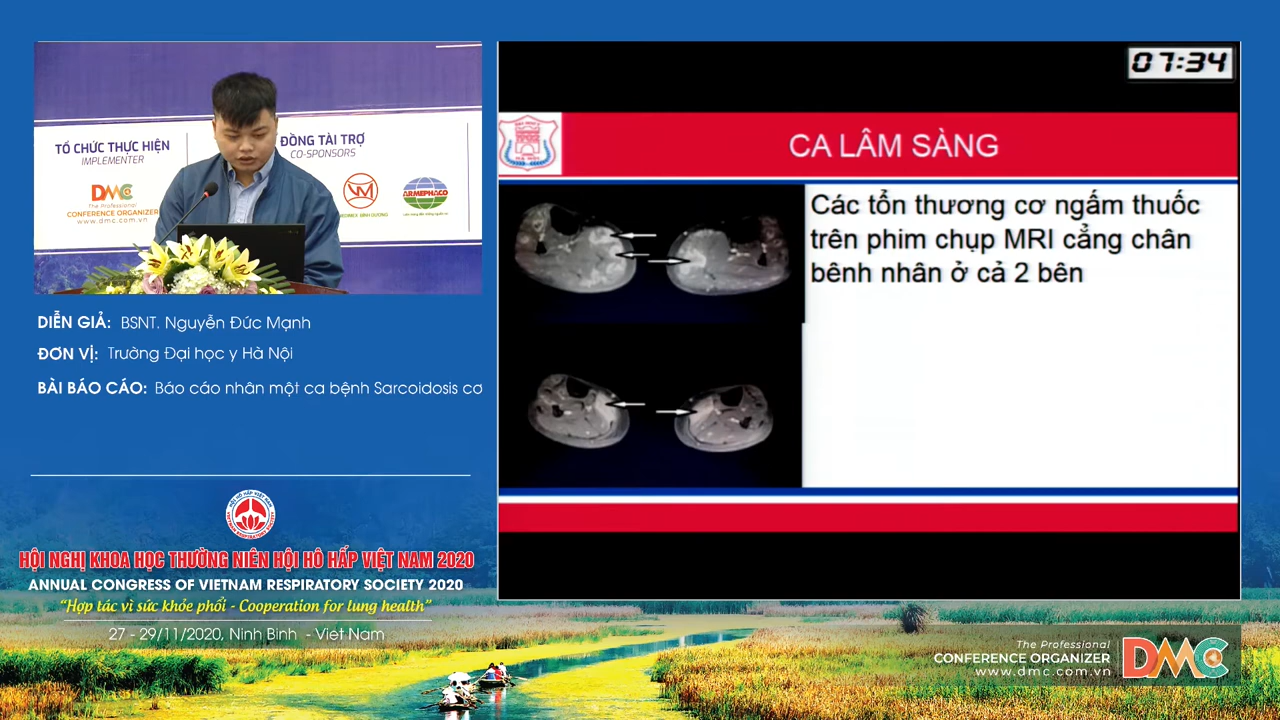 TỔ CHỨC THỰC HIỆN
IMPLEMENTER
DMC
The Professional
CONFERENCE ORGANIZER
www.dmc.com.vn
ĐỒNG TÀI TRỢ
CO-SPONSORS
ARMEPHACO
DIỄN GIẢ: BSNT. Nguyễn Đức Mạnh
ĐƠN VỊ: Trường Đại học y Hà Nội
BÀI BÁO CÁO: Báo cáo nhân một ca bệnh Sarcoidosis cơ
HỘI NGHỊ KHOA HỌC THƯỜNG NIÊN HỘI HÔ HẤP VIỆT NAM 2020
ANNUAL CONGRESS OF VIETNAM RESPIRATORY SOCIETY 2020
“Hợp tác vì sức khỏe phổi - Cooperation for lung health”
27 - 29/11/2020, Ninh Binh - Viet Nam
07:34
CA LÂM SÀNG
Các tổn thương cơ ngấm thuốc
trên phim chụp MRI cẳng chân
bênh nhân ở cả 2 bên
The Professional
CONFERENCE ORGANIZER
www.dmc.com.vn
DMC